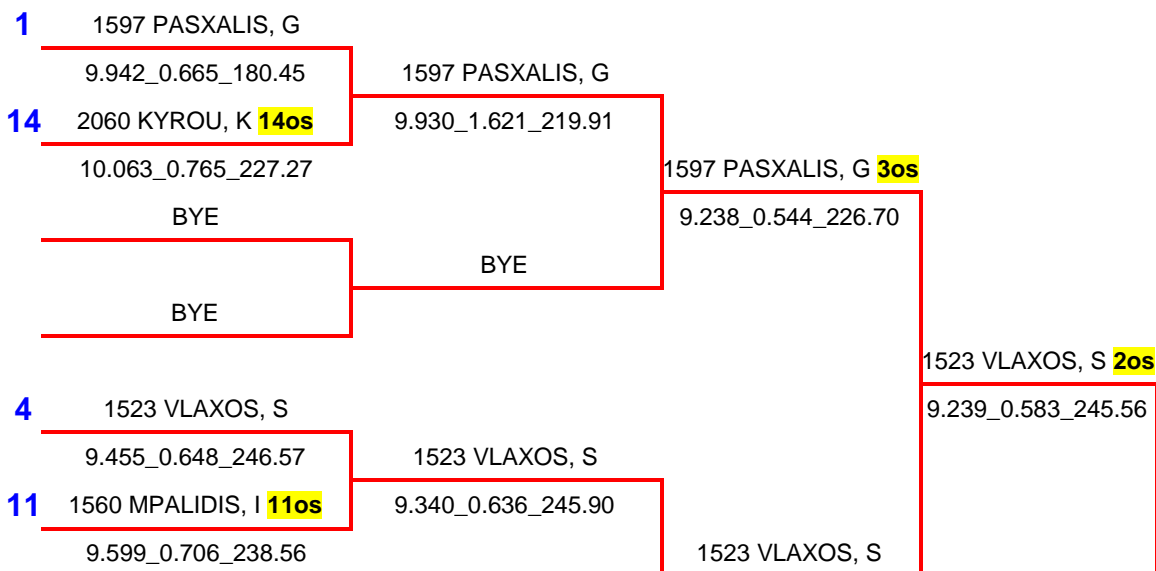 1 1597 PASXALIS, G
9.942_0.665_180.45 1597 PASXALIS, G
14 2060 KYROU, K 14os 9.930_1.621_219.91
10.063_0.765_227.27 1597 PASXALIS, G 3os
BYE 9.238_0.544_226.70
BYE
BYE
1523 VLAXOS, S 2os
4 1523 VLAXOS, S 9.239_0.583_245.56
9.455_0.648_246.57 1523 VLAXOS, S
11 1560 MPALIDIS, I 11os 9.340_0.636_245.90
9.599_0.706_238.56 1523 VLAXOS, S